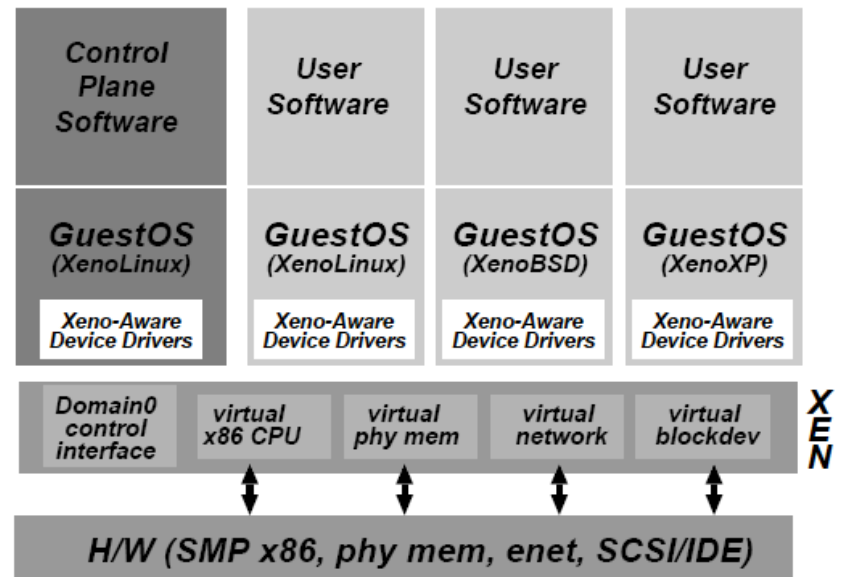 Control
Plane
Software
User
Software
User
Software
User
Software
GuestOS
(XenoLinux)
Xeno-Aware
Device Drivers
GuestOS
(XenoLinux)
Xeno-Aware
Device Drivers
GuestOS
(XenoBSD)
Xeno-Aware
Device Drivers
GuestOS
(XenoXP)
Xeno-Aware
Device Drivers
Domain0
control
interface
virtual
x86 CPU
virtual
phy mem
virtual
network
virtual
blockdev
X
E
N
H/W (SMP x86, phy mem, enet, SCSI/IDE)